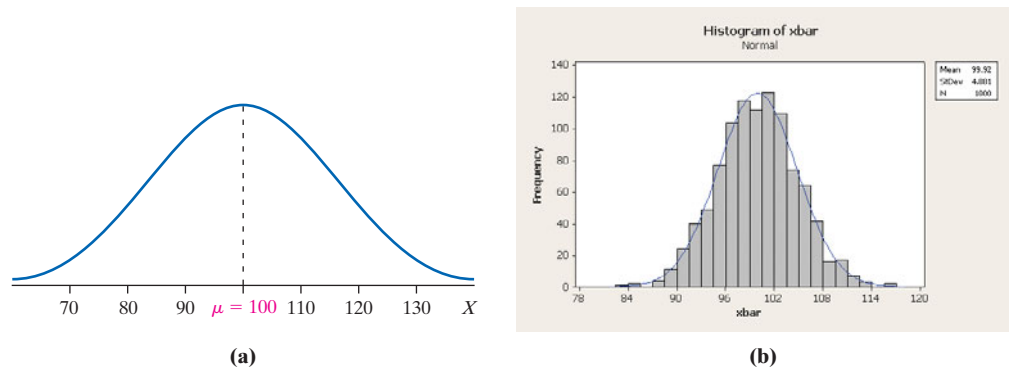 70 80 90 μ = 100 110 120 130 X
(a)
Histogram of xbar
Normal
140
120
100
80
60
40
20
0
Frequency
78 84 90 96 102 108 114 120
xbar
Mean 99.92
StDev 4.801
N 1000
(b)